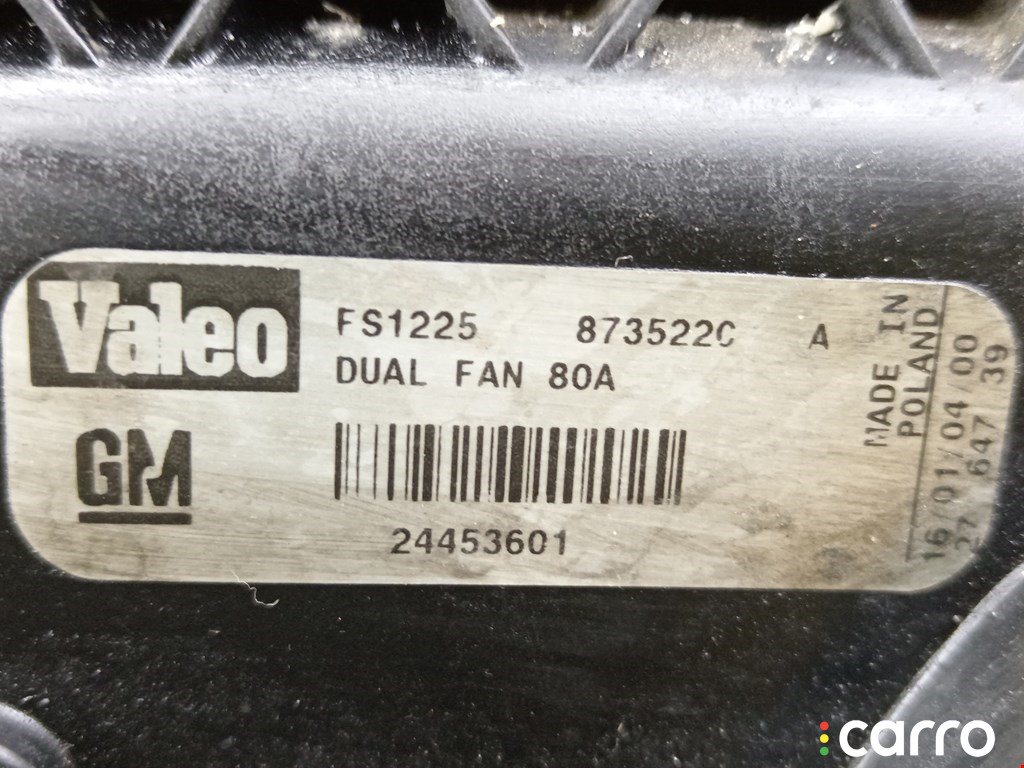 Valeo
FS1225 873522C A
DUAL FAN 80A
GM
24453601
MADE IN
POLAND
16/01/04/00
27 647 39
carro